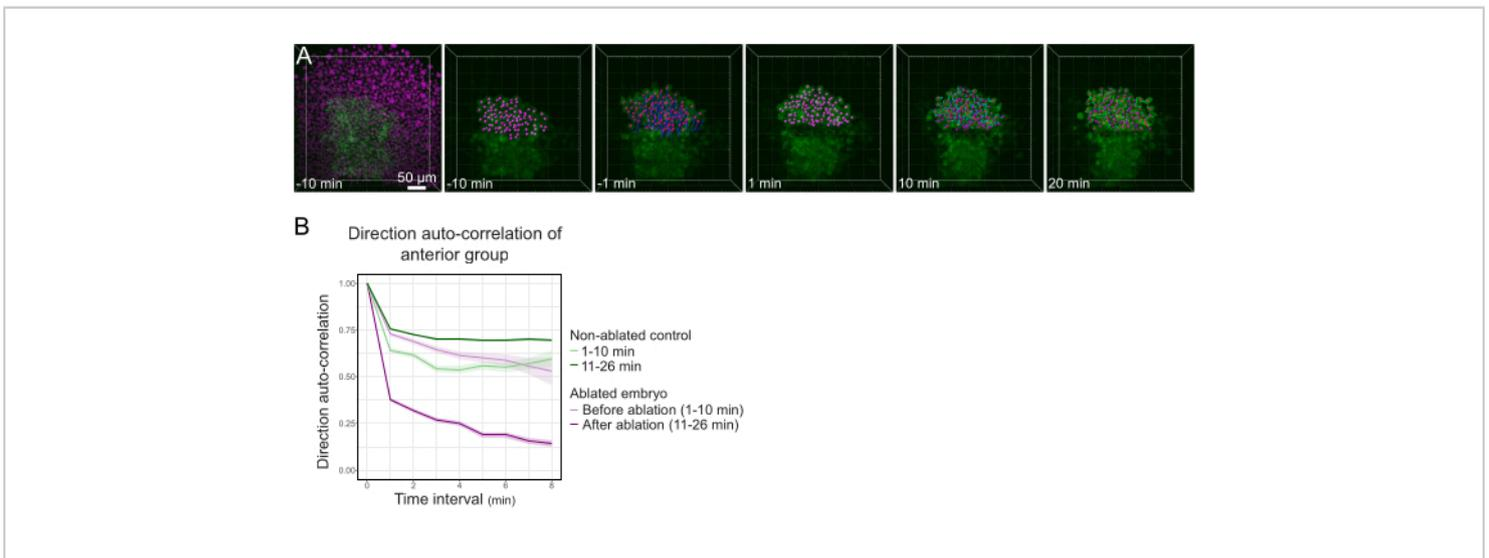 A
-10 min
50 µm
-10 min
-1 min
1 min
10 min
20 min
B
Direction auto-correlation of
anterior group
Direction auto-correlation
1.00
0.75
0.50
0.25
0.00
0 2 4 6 8
Time interval (min)
Non-ablated control
1-10 min
11-26 min
Ablated embryo
Before ablation (1-10 min)
After ablation (11-26 min)